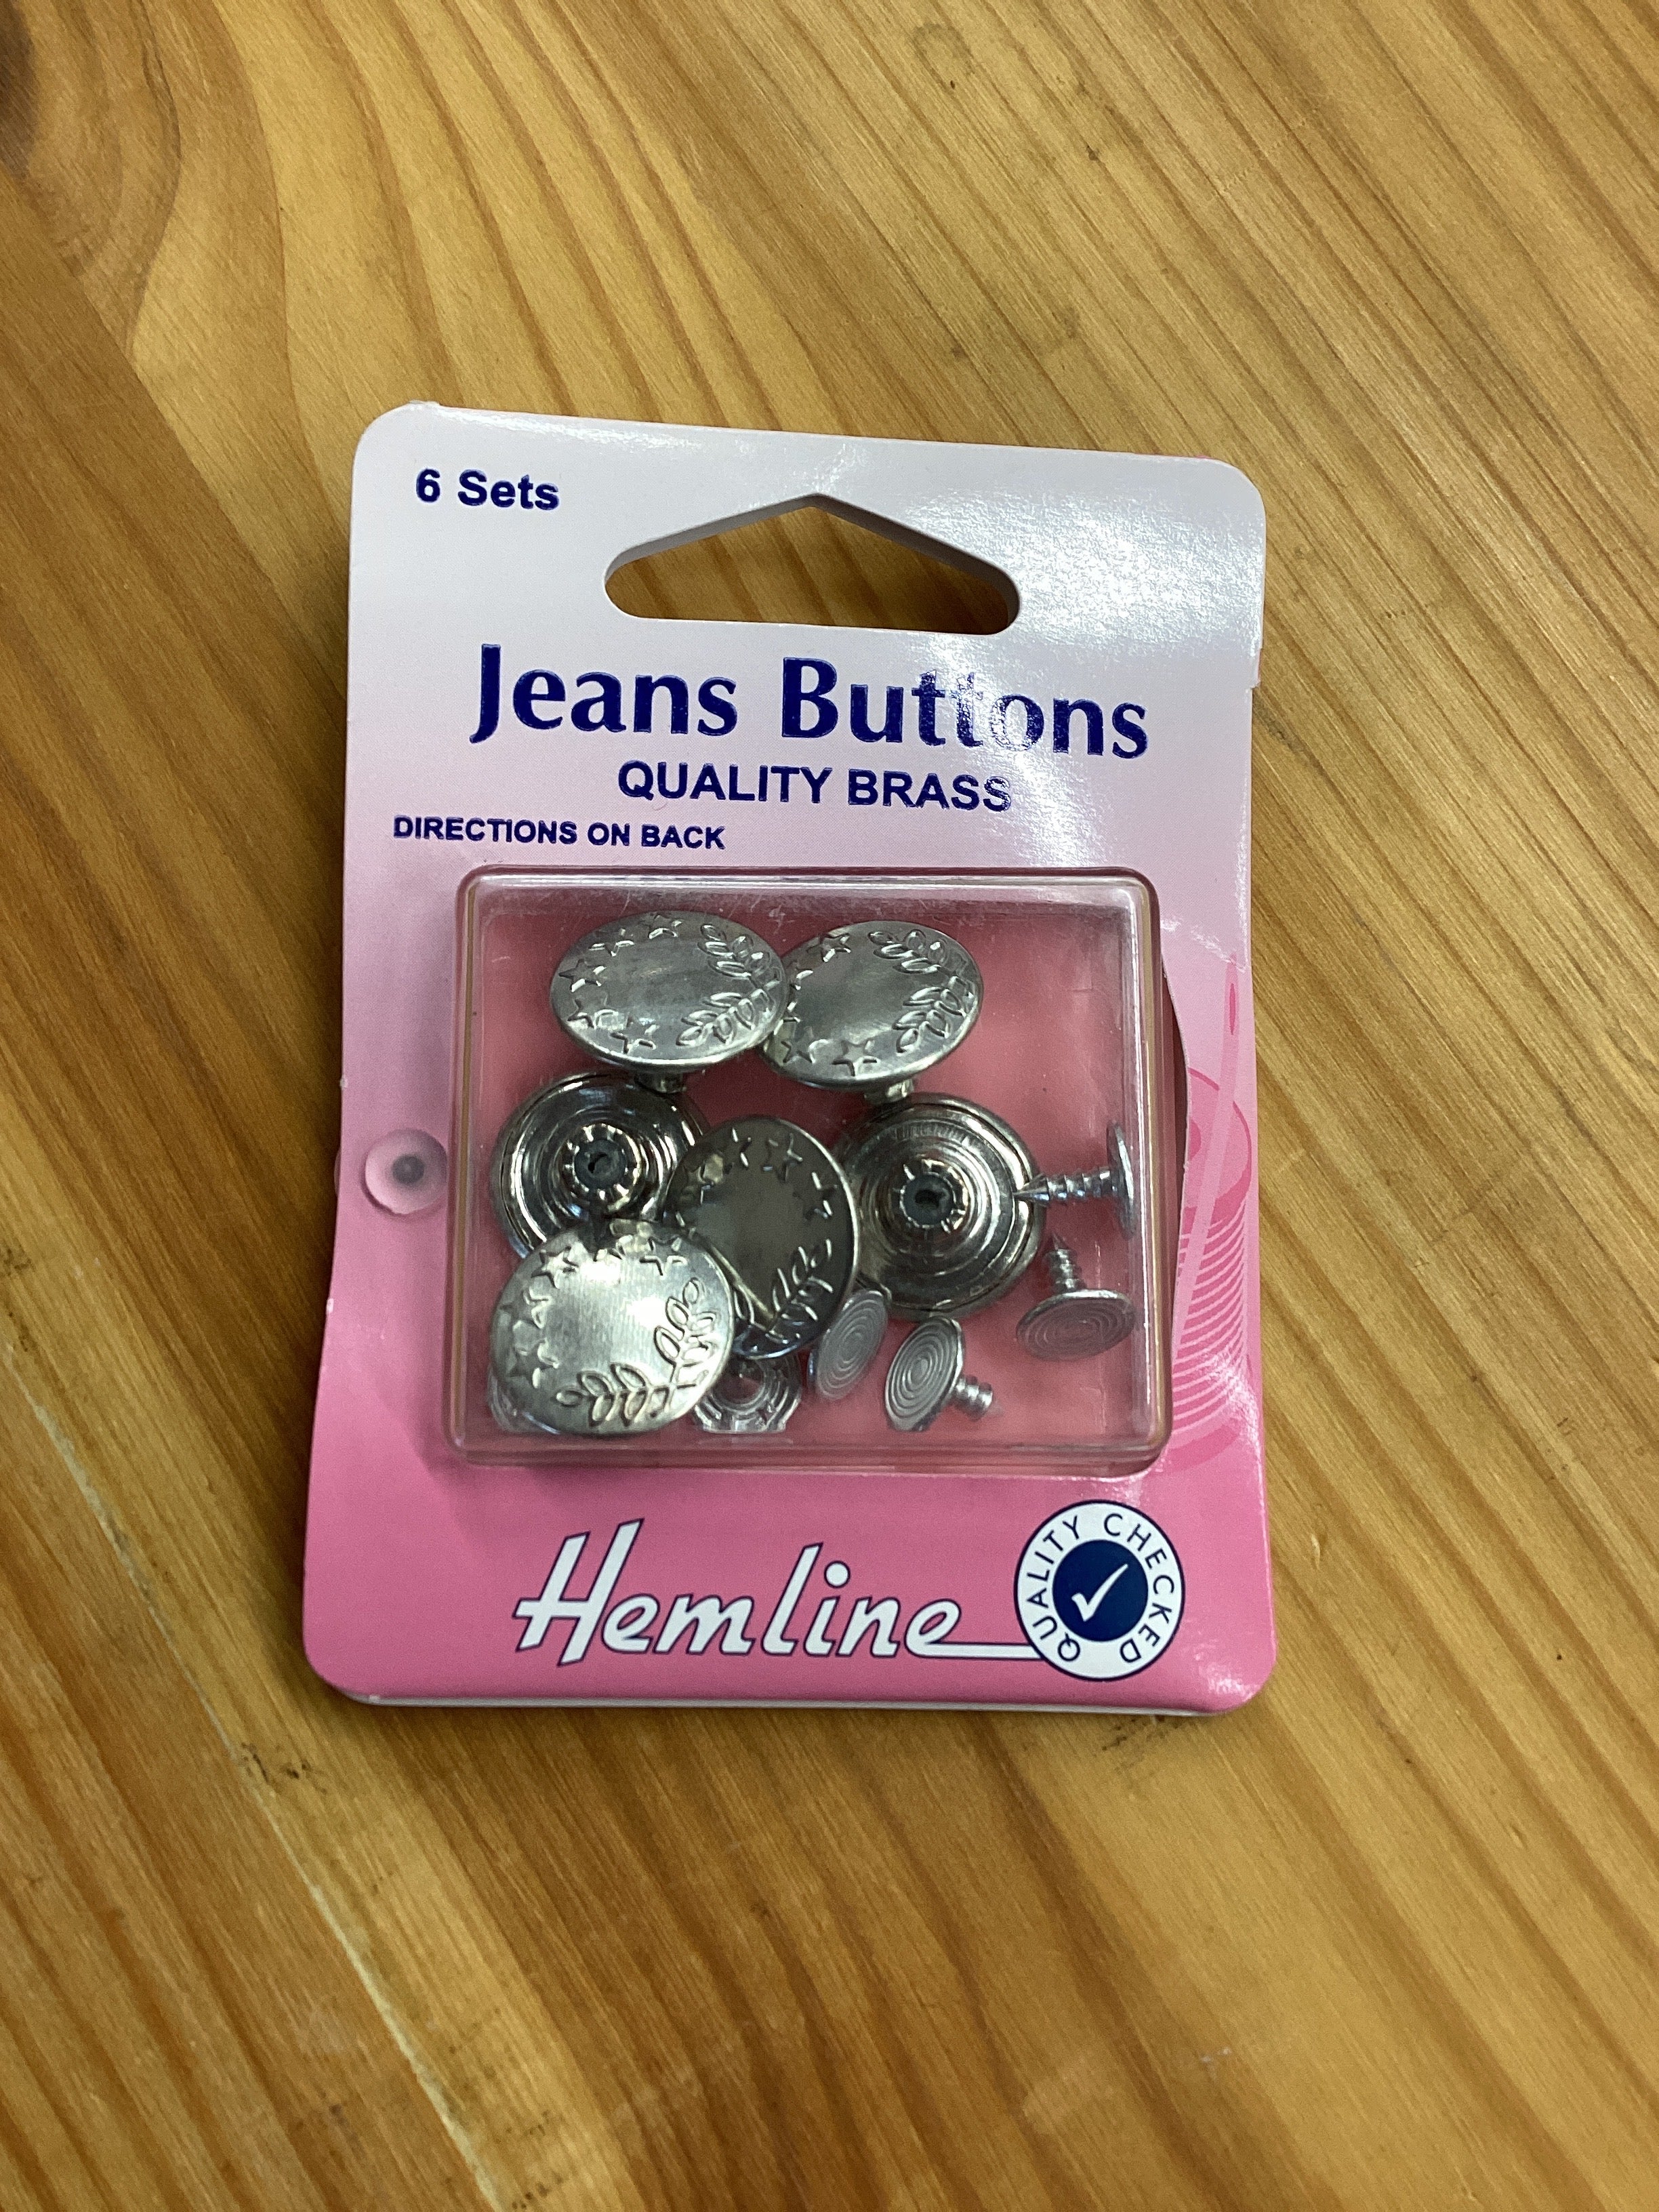 6 Sets
Jeans Buttons
QUALITY BRASS
DIRECTIONS ON BACK
Hemline
QUALITY CHECKED